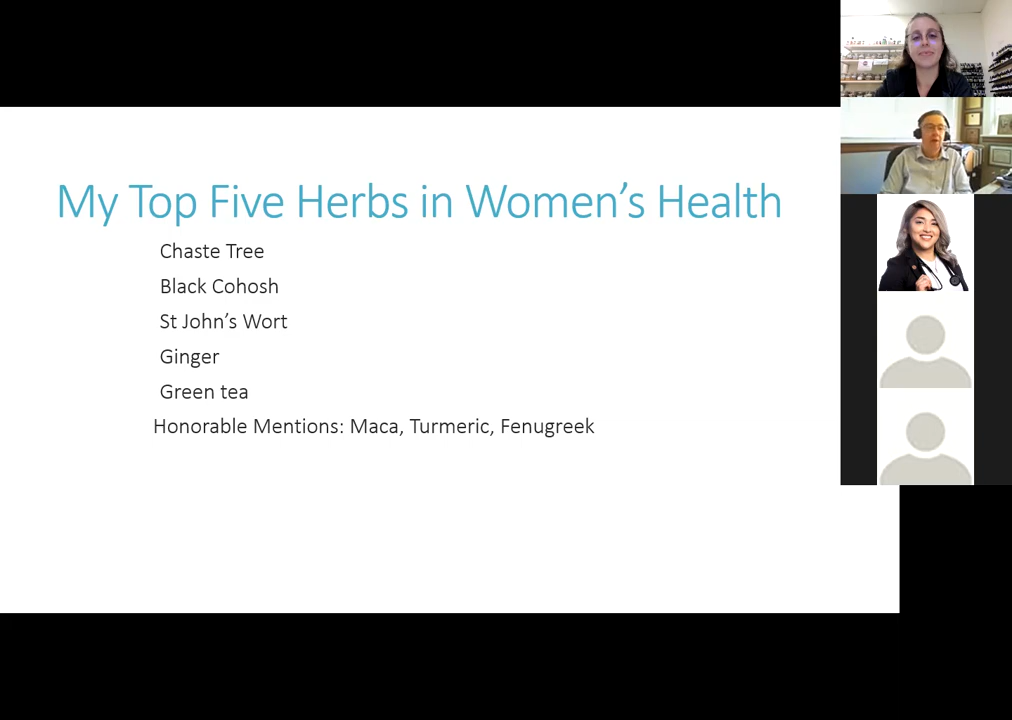 My Top Five Herbs in Women’s Health
Chaste Tree
Black Cohosh
St John’s Wort
Ginger
Green tea
Honorable Mentions: Maca, Turmeric, Fenugreek